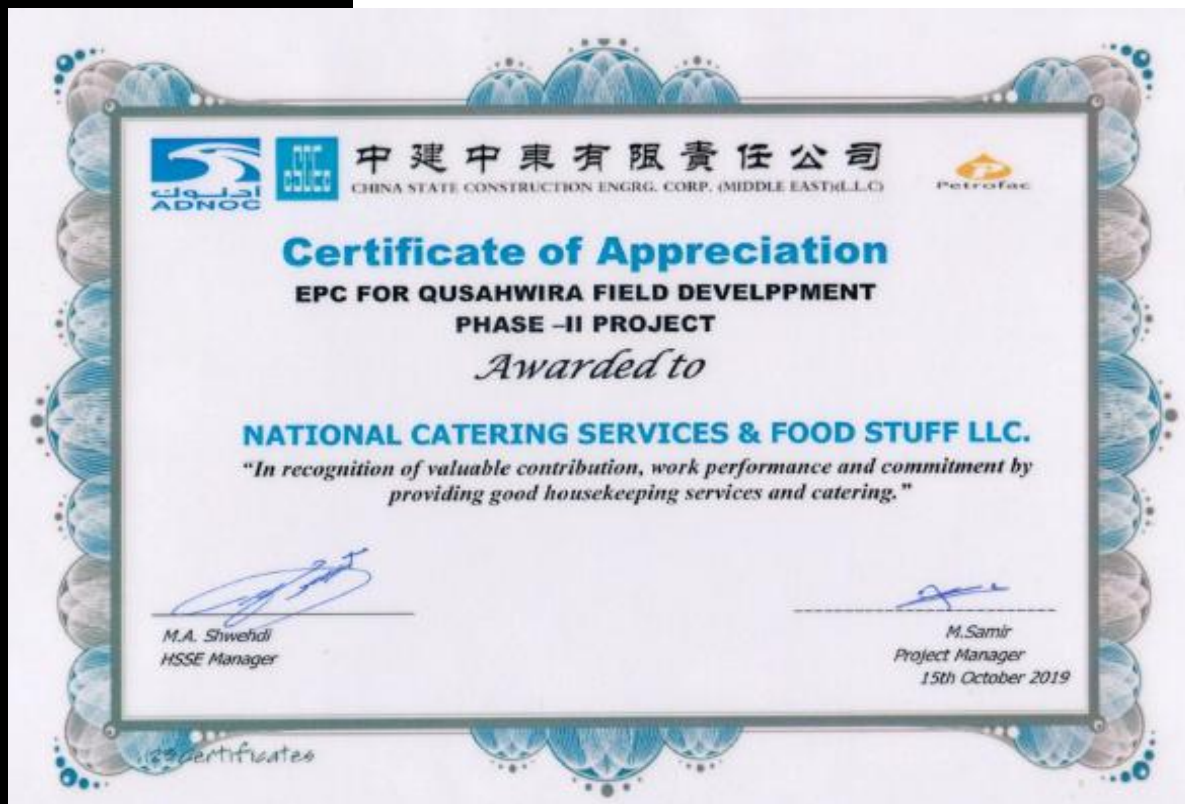 ادنوك
ADNOC
CSCEC
中建中東有限責任公司
CHINA STATE CONSTRUCTION ENGRG. CORP. (MIDDLE EAST)(L.L.C)
Petrofac
Certificate of Appreciation
EPC FOR QUSAHWIRA FIELD DEVELPPMENT
PHASE –II PROJECT
Awarded to
NATIONAL CATERING SERVICES & FOOD STUFF LLC.
“In recognition of valuable contribution, work performance and commitment by
providing good housekeeping services and catering.”
M.A. Shwehdi
HSSE Manager
M.Samir
Project Manager
15th October 2019
123certificates